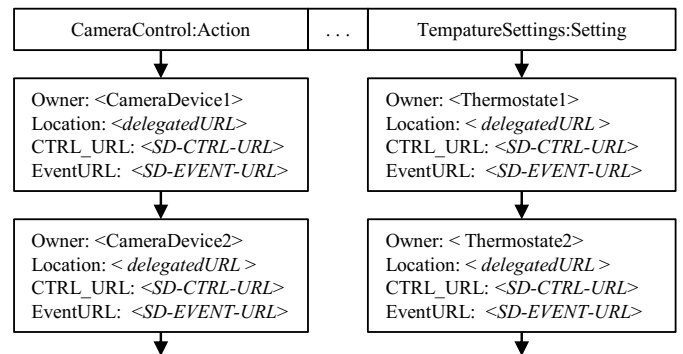 CameraControl:Action . . . TempatureSettings:Setting
Owner: <CameraDevice1>
Location: <delegatedURL>
CTRL_URL: <SD-CTRL-URL>
EventURL: <SD-EVENT-URL>
Owner: <Thermostate1>
Location: < delegatedURL >
CTRL_URL: <SD-CTRL-URL>
EventURL: <SD-EVENT-URL>
Owner: <CameraDevice2>
Location: < delegatedURL >
CTRL_URL: <SD-CTRL-URL>
EventURL: <SD-EVENT-URL>
Owner: < Thermostate2>
Location: < delegatedURL >
CTRL_URL: <SD-CTRL-URL>
EventURL: <SD-EVENT-URL>